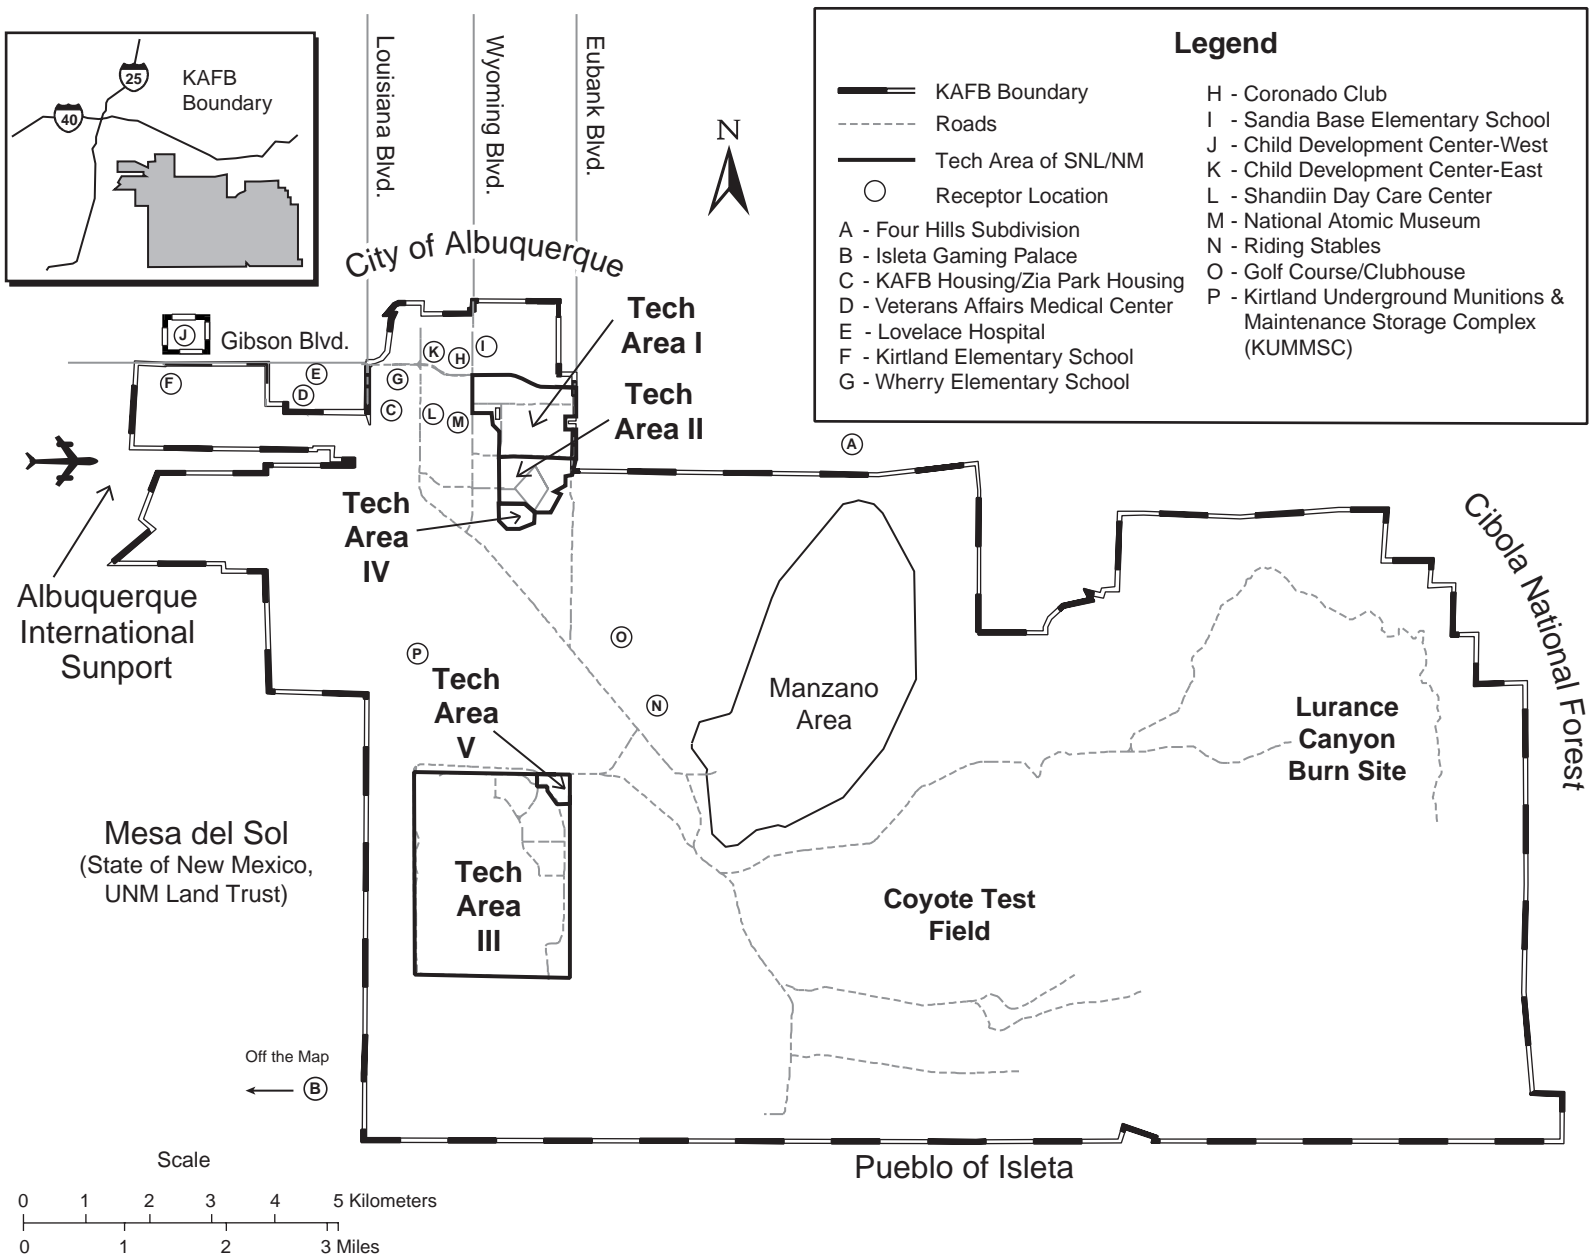 KAFB
Boundary
25
40
Louisiana Blvd.
Wyoming Blvd.
Eubank Blvd.
N
Legend
KAFB Boundary
Roads
Tech Area of SNL/NM
Receptor Location
A - Four Hills Subdivision
B - Isleta Gaming Palace
C - KAFB Housing/Zia Park Housing
D - Veterans Affairs Medical Center
E - Lovelace Hospital
F - Kirtland Elementary School
G - Wherry Elementary School
H - Coronado Club
I - Sandia Base Elementary School
J - Child Development Center-West
K - Child Development Center-East
L - Shandiin Day Care Center
M - National Atomic Museum
N - Riding Stables
O - Golf Course/Clubhouse
P - Kirtland Underground Munitions &
Maintenance Storage Complex
(KUMMSC)
City of Albuquerque
Tech
Area I
J
Gibson Blvd.
K
H
I
F
E
D
G
C
L
M
Tech
Area II
A
Tech
Area
IV
Albuquerque
International
Sunport
Cibola National Forest
P
O
N
Tech
Area
V
Manzano
Area
Lurance
Canyon
Burn Site
Mesa del Sol
(State of New Mexico,
UNM Land Trust)
Tech
Area
III
Coyote Test
Field
Off the Map
B
Pueblo of Isleta
Scale
0 1 2 3 4 5 Kilometers
0 1 2 3 Miles